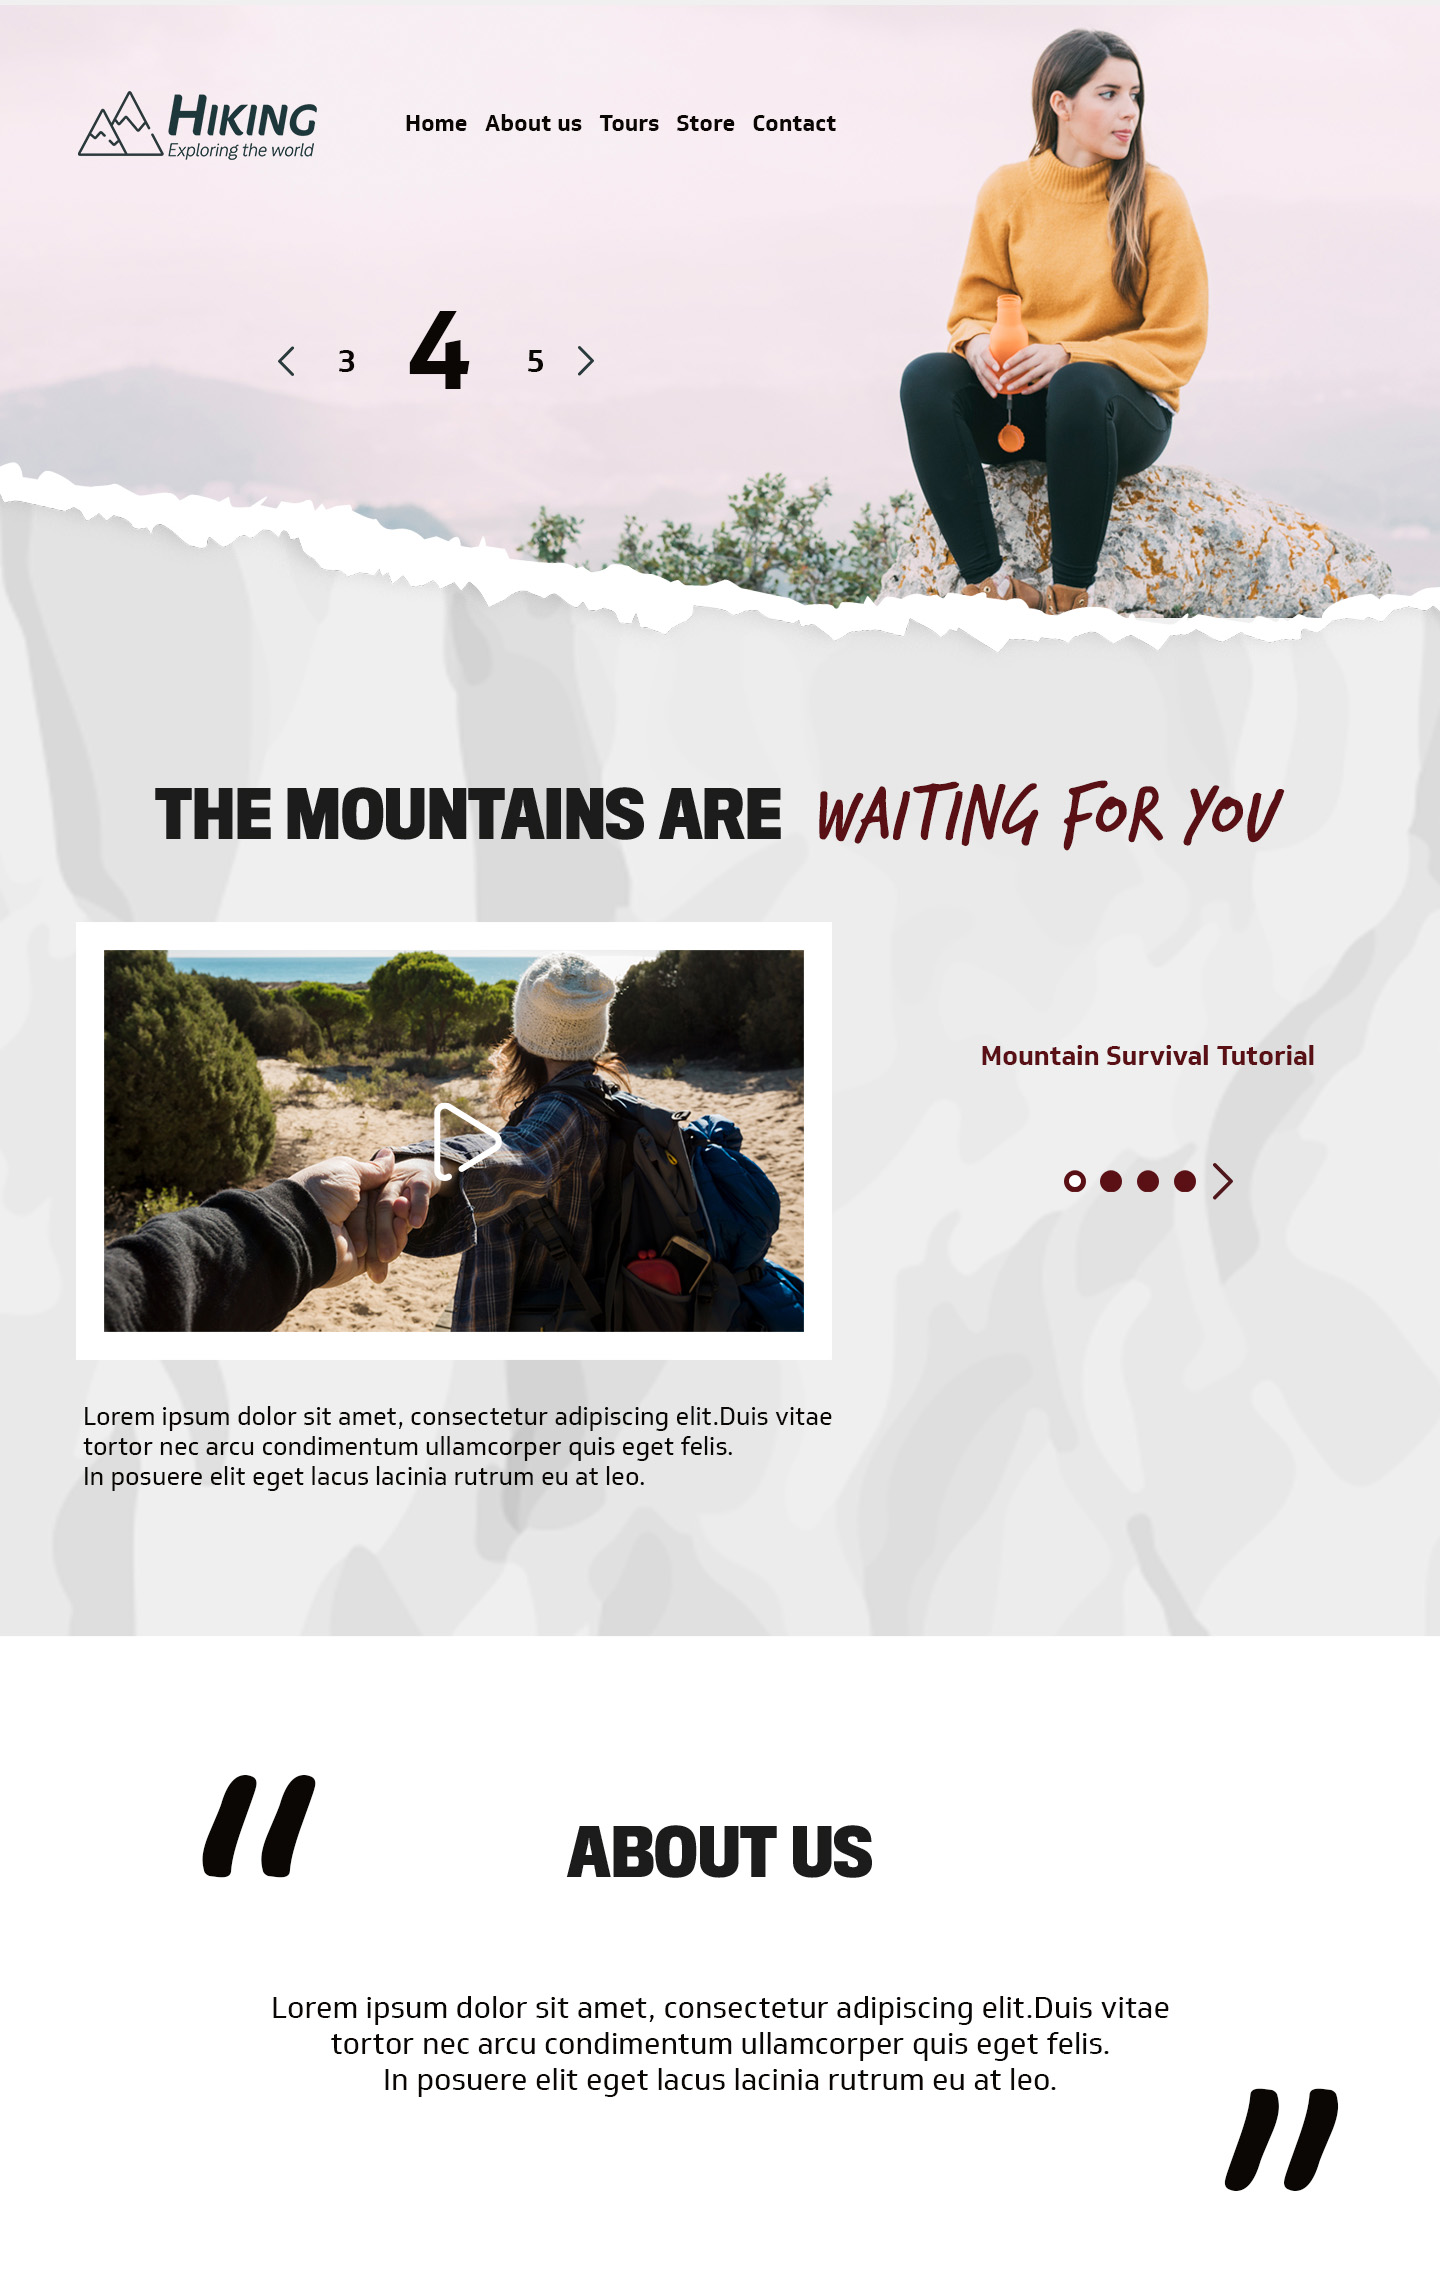 HIKING
Exploring the world
Home About us Tours Store Contact
3 4 5
THE MOUNTAINS ARE WAITING FOR YOU
Mountain Survival Tutorial
Lorem ipsum dolor sit amet, consectetur adipiscing elit.Duis vitae
tortor nec arcu condimentum ullamcorper quis eget felis.
In posuere elit eget lacus lacinia rutrum eu at leo.
"
ABOUT US
Lorem ipsum dolor sit amet, consectetur adipiscing elit.Duis vitae
tortor nec arcu condimentum ullamcorper quis eget felis.
In posuere elit eget lacus lacinia rutrum eu at leo.
"